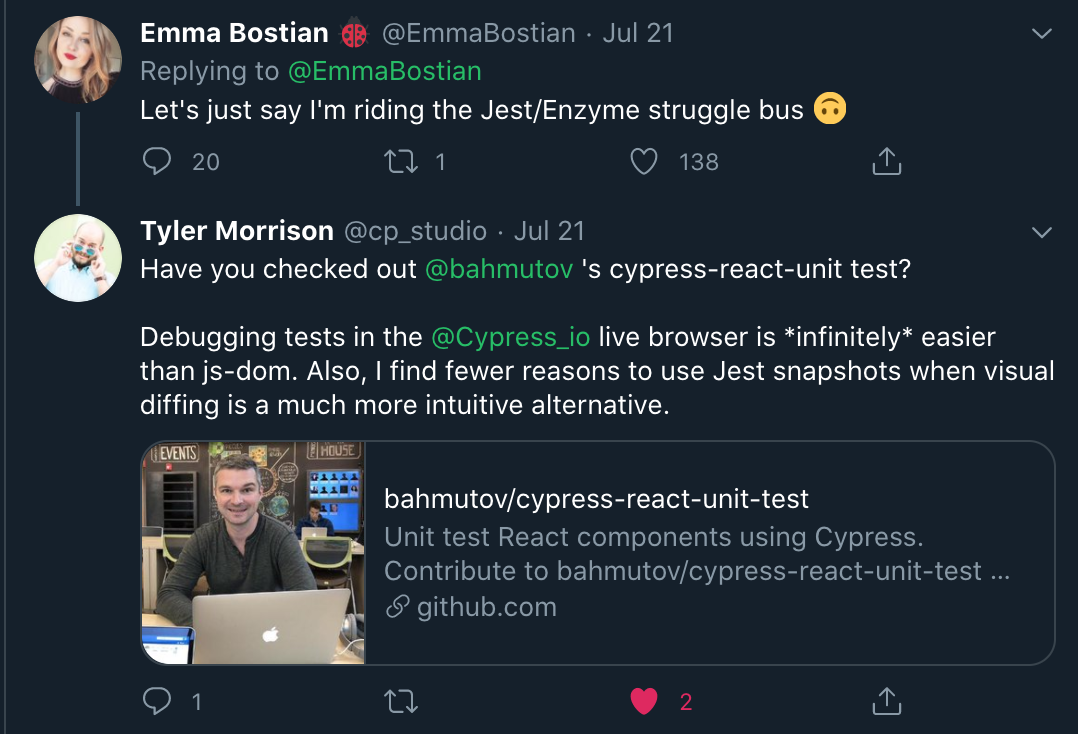 Emma Bostian 🐞 @EmmaBostian · Jul 21
Replying to @EmmaBostian
Let's just say I'm riding the Jest/Enzyme struggle bus 🙃
20 1 138
Tyler Morrison @cp_studio · Jul 21
Have you checked out @bahmutov 's cypress-react-unit test?
Debugging tests in the @Cypress_io live browser is *infinitely* easier
than js-dom. Also, I find fewer reasons to use Jest snapshots when visual
diffing is a much more intuitive alternative.
EVENTS
HOUSE
bahmutov/cypress-react-unit-test
Unit test React components using Cypress.
Contribute to bahmutov/cypress-react-unit-test ...
github.com
1 2